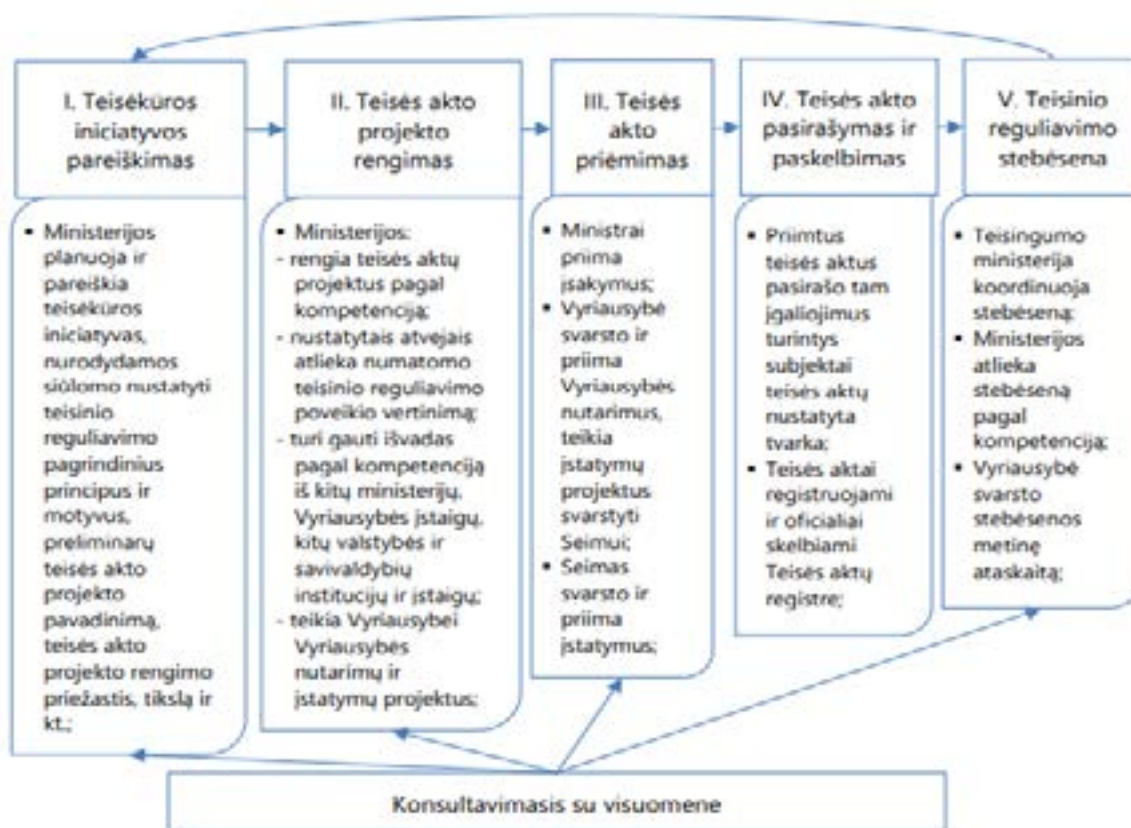 I. Teisėkūros
iniciatyvos
pareiškimas
II. Teisės akto
projekto
rengimas
III. Teisės
akto
priėmimas
IV. Teisės akto
pasirašymas ir
paskelbimas
V. Teisinio
reguliavimo
stebėsena
▪ Ministerijos
planuoja ir
pareiškia
teisėkūros
iniciatyvas,
nurodydamos
siūlomo nustatyti
teisinio
reguliavimo
pagrindinius
principus ir
motyvus,
preliminarų
teisės akto
projekto
pavadinimą,
teisės akto
projekto rengimo
priežastis, tikslą ir
kt.;
▪ Ministerijos:
- rengia teisės aktų
projektus pagal
kompetenciją;
- nustatytais atvejais
atlieka numatomo
teisinio reguliavimo
poveikio vertinimą;
- turi gauti išvadas
pagal kompetenciją
iš kitų ministerijų,
Vyriausybės įstaigų,
kitų valstybės ir
savivaldybių
institucijų ir įstaigų;
- teikia Vyriausybei
Vyriausybės
nutarimų ir
įstatymų projektus;
▪ Ministrai
priima
įsakymus;
▪ Vyriausybė
svarsto ir
priima
Vyriausybės
nutarimus,
teikia
įstatymų
projektus
svarstyti
Seimui;
▪ Seimas
svarsto ir
priima
įstatymus;
▪ Priimtus
teisės aktus
pasirašo tam
įgaliojimus
turintys
subjektai
teisės aktų
nustatyta
tvarka;
▪ Teisės aktai
registruojami
ir oficialiai
skelbiami
Teisės aktų
registre;
▪ Teisingumo
ministerija
koordinuoja
stebėseną;
▪ Ministerijos
atlieka
stebėseną
pagal
kompetenciją;
▪ Vyriausybė
svarsto
stebėsenos
metinę
ataskaitą;
Konsultavimasis su visuomene